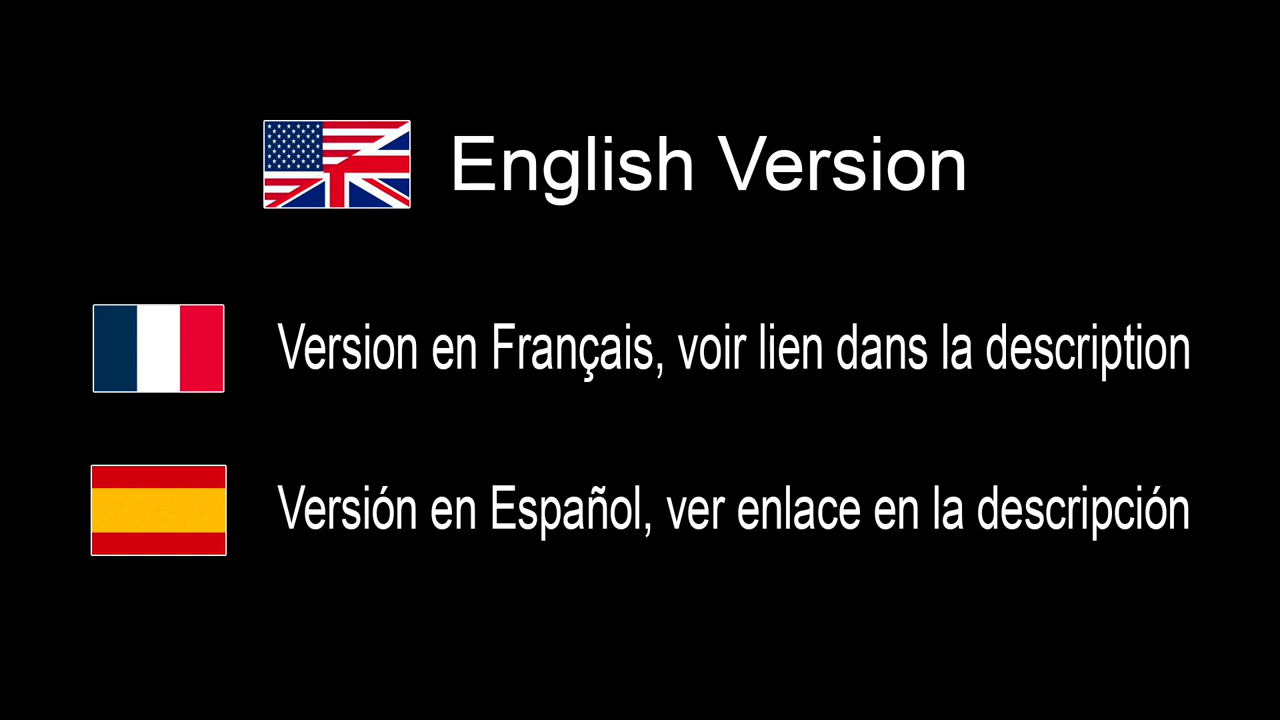 English Version
Version en Français, voir lien dans la description
Versión en Español, ver enlace en la descripción